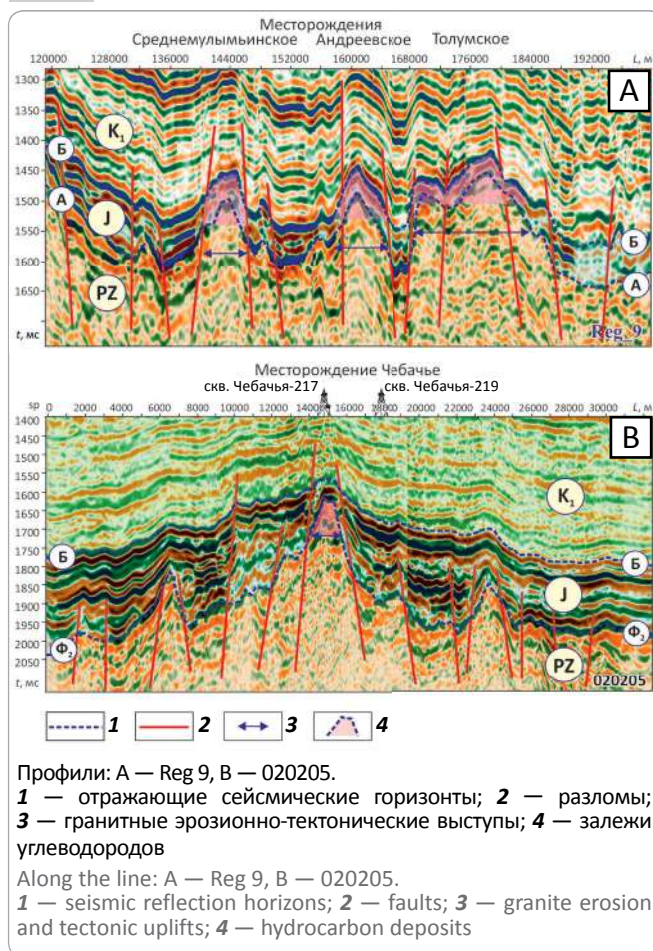 Месторождения
Среднемулымьинское Андреевское Толумское
120000 128000 136000 144000 152000 160000 168000 176000 184000 192000 L, м
A
1300
1350
1400
1450
1500
1550
1600
1650
t, мс
K1
Б
А
J
PZ
Б
А
Reg_9
Месторождение Чебачье
скв. Чебачья-217 скв. Чебачья-219
sp 0 2000 4000 6000 8000 10000 12000 14000 16000 18000 20000 22000 24000 26000 28000 30000 L, м
B
1400
1450
1500
1550
1600
1650
1700
1750
1800
1850
1900
1950
2000
2050
t, мс
K1
Б
Б
J
Ф2
Ф2
PZ
020205
1 2 3 4
Профили: A — Reg 9, B — 020205.
1 — отражающие сейсмические горизонты; 2 — разломы;
3 — гранитные эрозионно-тектонические выступы; 4 — залежи
углеводородов
Along the line: A — Reg 9, B — 020205.
1 — seismic reflection horizons; 2 — faults; 3 — granite erosion
and tectonic uplifts; 4 — hydrocarbon deposits